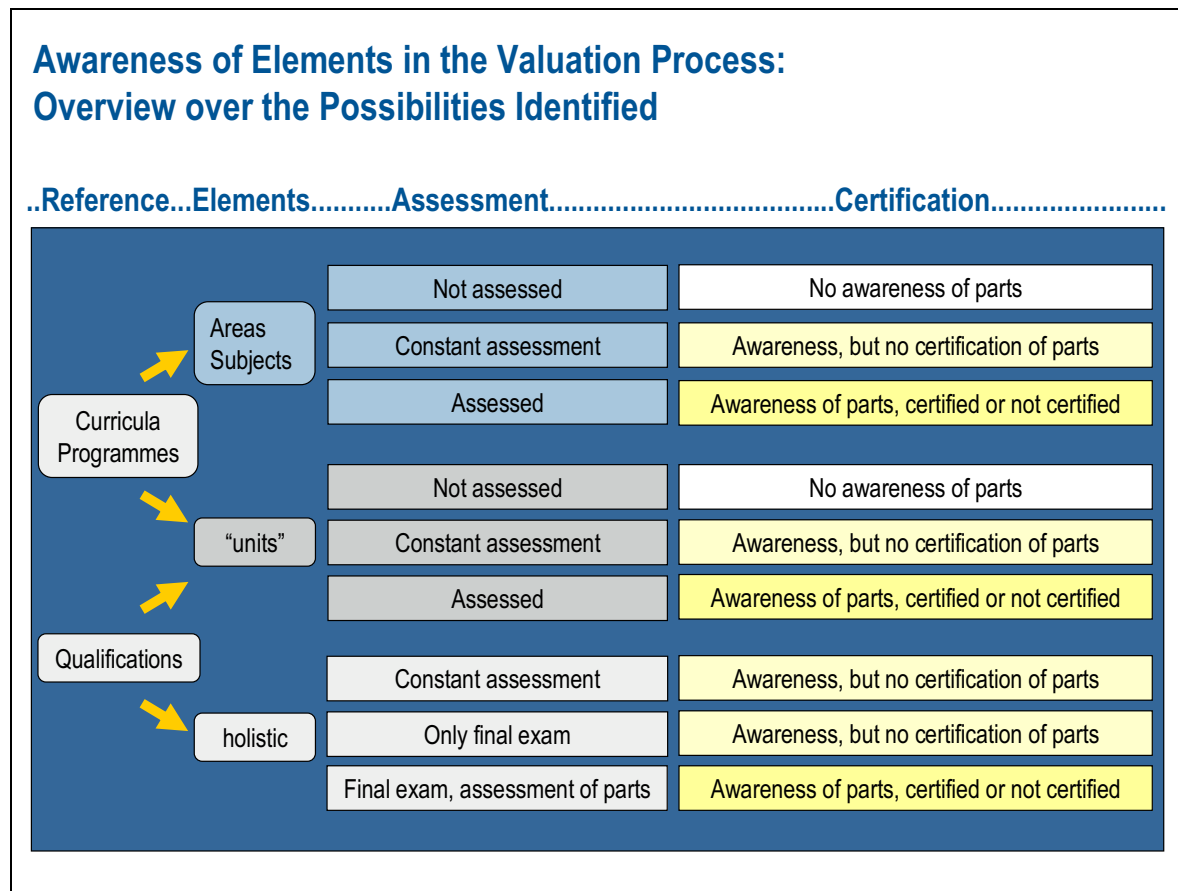 Awareness of Elements in the Valuation Process:
Overview over the Possibilities Identified
..Reference...Elements...........Assessment.......................................Certification........................
Not assessed
No awareness of parts
Areas
Subjects
Constant assessment
Awareness, but no certification of parts
Assessed
Awareness of parts, certified or not certified
Curricula
Programmes
Not assessed
No awareness of parts
“units”
Constant assessment
Awareness, but no certification of parts
Assessed
Awareness of parts, certified or not certified
Qualifications
Constant assessment
Awareness, but no certification of parts
holistic
Only final exam
Awareness, but no certification of parts
Final exam, assessment of parts
Awareness of parts, certified or not certified